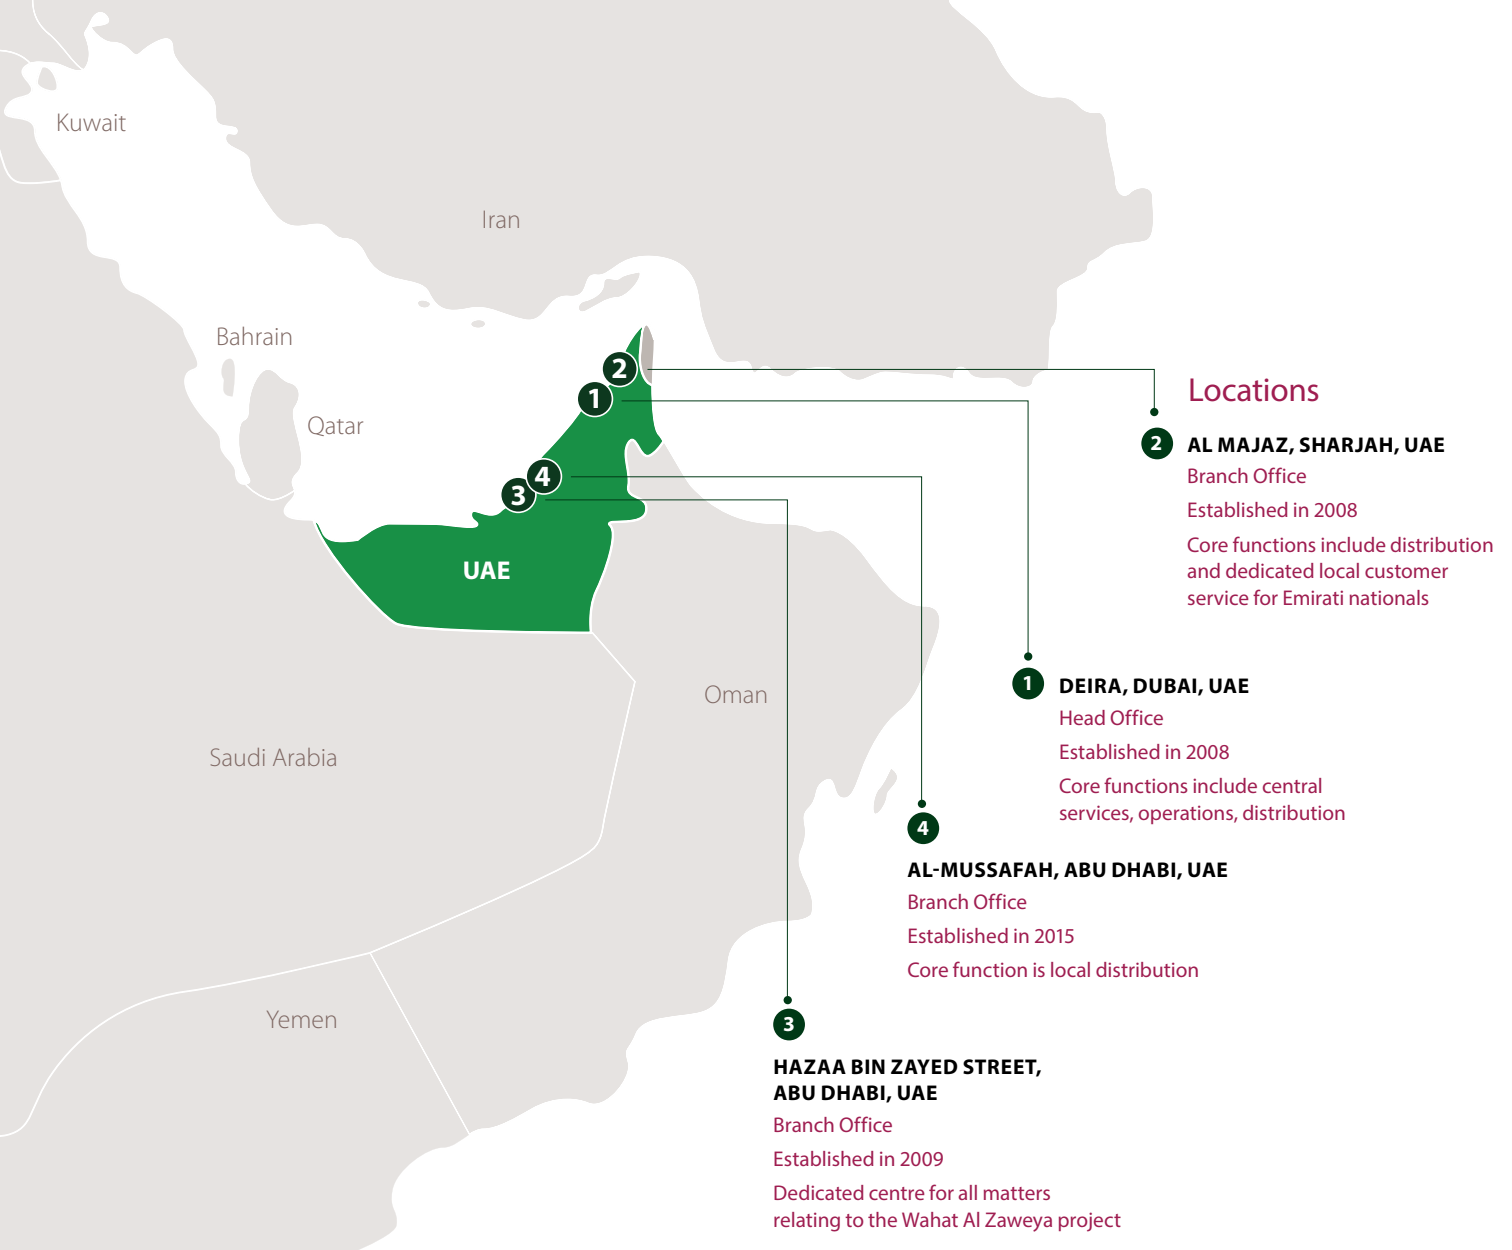 Kuwait
Iran
Bahrain
Qatar
UAE
Oman
Saudi Arabia
Yemen
2
1
4
3
Locations
2
AL MAJAZ, SHARJAH, UAE
Branch Office
Established in 2008
Core functions include distribution
and dedicated local customer
service for Emirati nationals
1
DEIRA, DUBAI, UAE
Head Office
Established in 2008
Core functions include central
services, operations, distribution
4
AL-MUSSAFAH, ABU DHABI, UAE
Branch Office
Established in 2015
Core function is local distribution
3
HAZAA BIN ZAYED STREET,
ABU DHABI, UAE
Branch Office
Established in 2009
Dedicated centre for all matters
relating to the Wahat Al Zaweya project